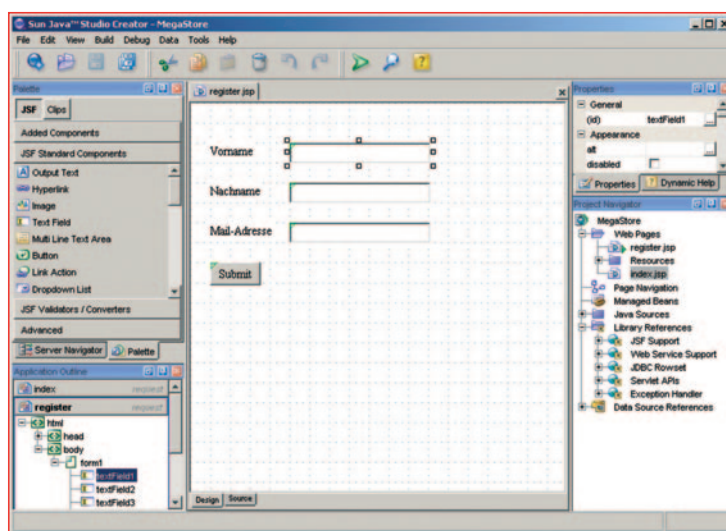 Sun Java™ Studio Creator - MegaStore
File Edit View Build Debug Data Tools Help
Palette
JSF Clips
Added Components
JSF Standard Components
Output Text
Hyperlink
Image
Text Field
Multi Line Text Area
Button
Link Action
Dropdown List
JSF Validators / Converters
Advanced
Server Navigator Palette
Application Outline
index request
register request
html
head
body
form1
textField1
textField2
textField3
register.jsp
Vorname
Nachname
Mail-Adresse
Submit
Design Source
Properties
General
(id) textField1 ...
Appearance
alt ...
disabled
Properties Dynamic Help
Project Navigator
MegaStore
Web Pages
register.jsp
Resources
index.jsp
Page Navigation
Managed Beans
Java Sources
Library References
JSF Support
Web Service Support
JDBC Rowset
Servlet APIs
Exception Handler
Data Source References